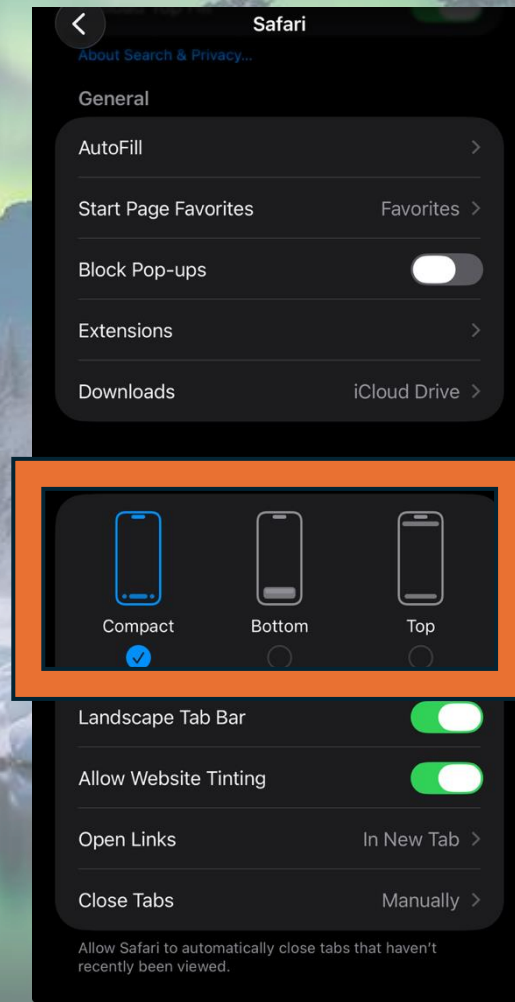 Safari
About Search & Privacy...
General
AutoFill
Start Page Favorites Favorites
Block Pop-ups
Extensions
Downloads iCloud Drive
Compact Bottom Top
Landscape Tab Bar
Allow Website Tinting
Open Links In New Tab
Close Tabs Manually
Allow Safari to automatically close tabs that haven't
recently been viewed.